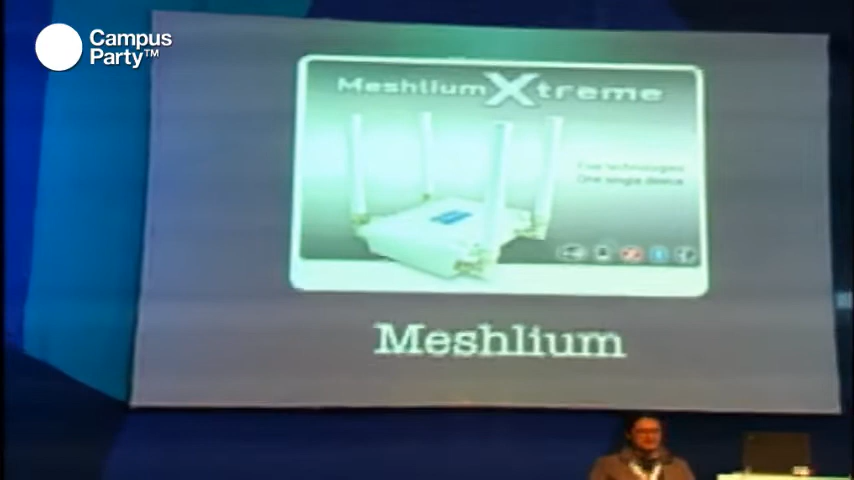 Campus
Party™
MeshliumXtreme
Five technologies
One single device
Meshlium